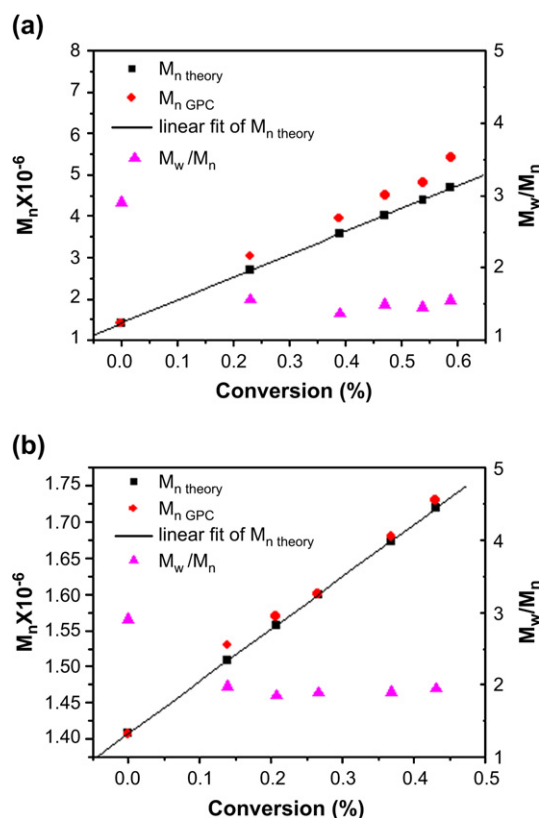 (a)
8
7
6
5
4
3
2
1
MnX10-6
Mn theory
Mn GPC
linear fit of Mn theory
Mw/Mn
5
4
3
2
1
Mw/Mn
0.0 0.1 0.2 0.3 0.4 0.5 0.6
Conversion (%)
(b)
1.75
1.70
1.65
1.60
1.55
1.50
1.45
1.40
MnX10-6
Mn theory
Mn GPC
linear fit of Mn theory
Mw/Mn
5
4
3
2
1
Mw/Mn
0.0 0.1 0.2 0.3 0.4 0.5
Conversion (%)